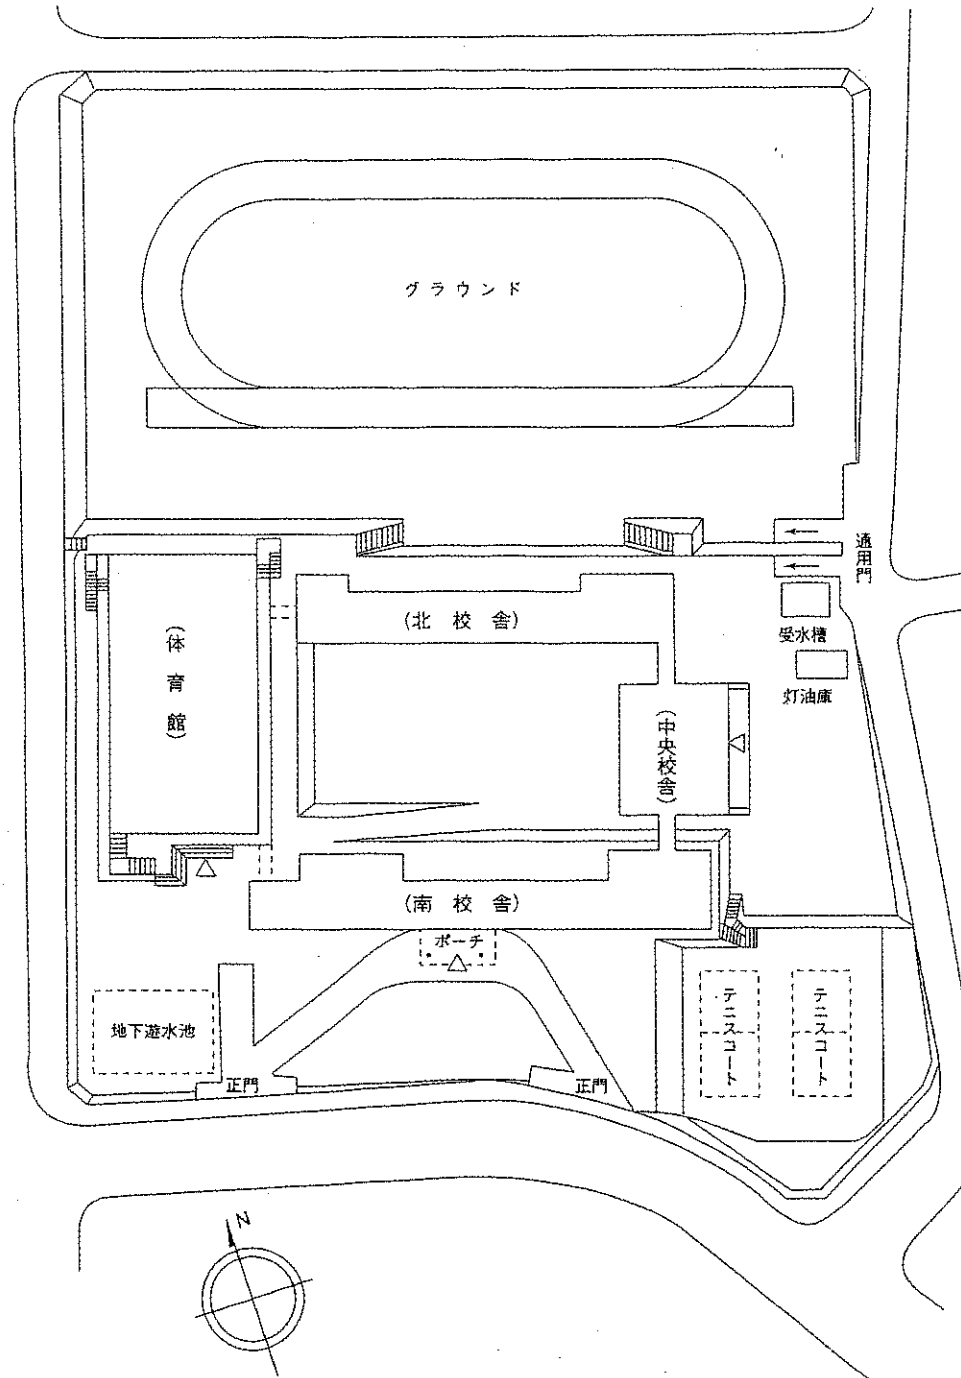 グラウンド
通用門
(北校舎)
受水槽
(体育館)
灯油庫
(中央校舎)
(南校舎)
ポーチ
テニスコート
テニスコート
地下遊水池
正門
正門
N